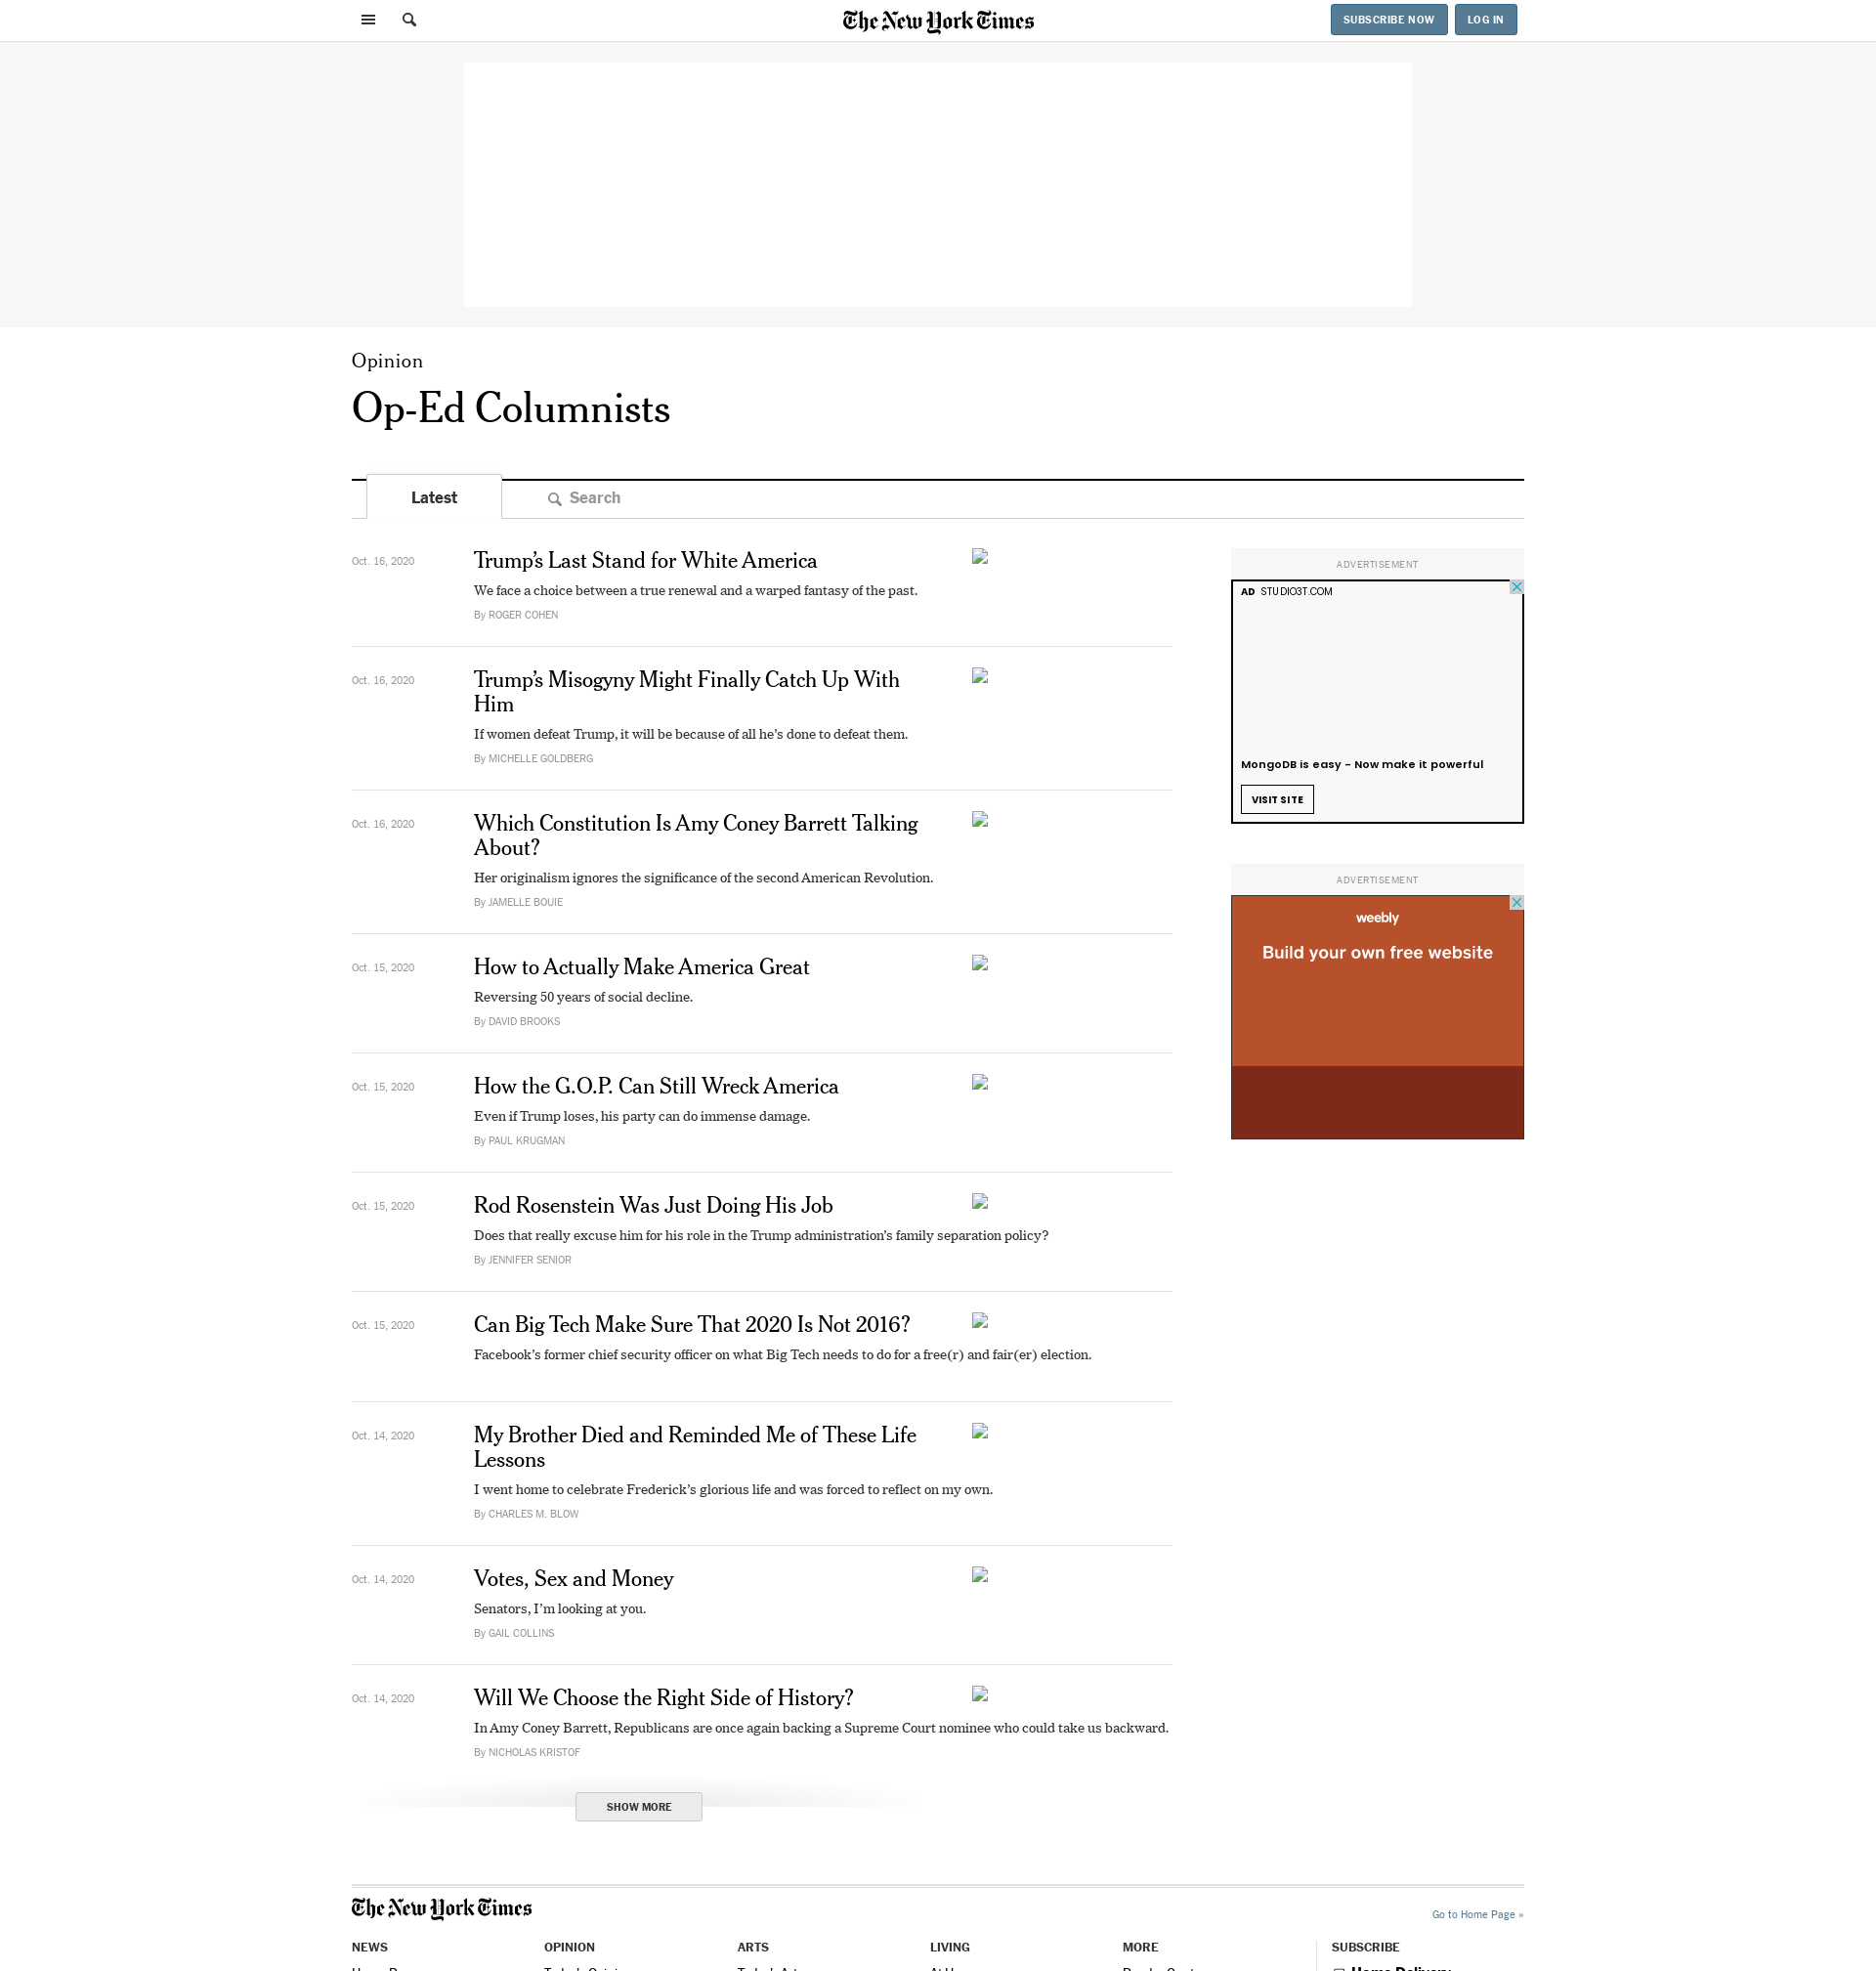 The New York Times
SUBSCRIBE NOW
LOG IN
Opinion
Op-Ed Columnists
Latest
Search
Oct. 16, 2020
Trump’s Last Stand for White America
We face a choice between a true renewal and a warped fantasy of the past.
By ROGER COHEN
Oct. 16, 2020
Trump’s Misogyny Might Finally Catch Up With
Him
If women defeat Trump, it will be because of all he’s done to defeat them.
By MICHELLE GOLDBERG
Oct. 16, 2020
Which Constitution Is Amy Coney Barrett Talking
About?
Her originalism ignores the significance of the second American Revolution.
By JAMELLE BOUIE
Oct. 15, 2020
How to Actually Make America Great
Reversing 50 years of social decline.
By DAVID BROOKS
Oct. 15, 2020
How the G.O.P. Can Still Wreck America
Even if Trump loses, his party can do immense damage.
By PAUL KRUGMAN
Oct. 15, 2020
Rod Rosenstein Was Just Doing His Job
Does that really excuse him for his role in the Trump administration’s family separation policy?
By JENNIFER SENIOR
Oct. 15, 2020
Can Big Tech Make Sure That 2020 Is Not 2016?
Facebook’s former chief security officer on what Big Tech needs to do for a free(r) and fair(er) election.
Oct. 14, 2020
My Brother Died and Reminded Me of These Life
Lessons
I went home to celebrate Frederick’s glorious life and was forced to reflect on my own.
By CHARLES M. BLOW
Oct. 14, 2020
Votes, Sex and Money
Senators, I’m looking at you.
By GAIL COLLINS
Oct. 14, 2020
Will We Choose the Right Side of History?
In Amy Coney Barrett, Republicans are once again backing a Supreme Court nominee who could take us backward.
By NICHOLAS KRISTOF
SHOW MORE
ADVERTISEMENT
AD STUDIO3T.COM
MongoDB is easy - Now make it powerful
VISIT SITE
ADVERTISEMENT
weebly
Build your own free website
The New York Times
Go to Home Page »
NEWS
OPINION
ARTS
LIVING
MORE
SUBSCRIBE
Home Delivery